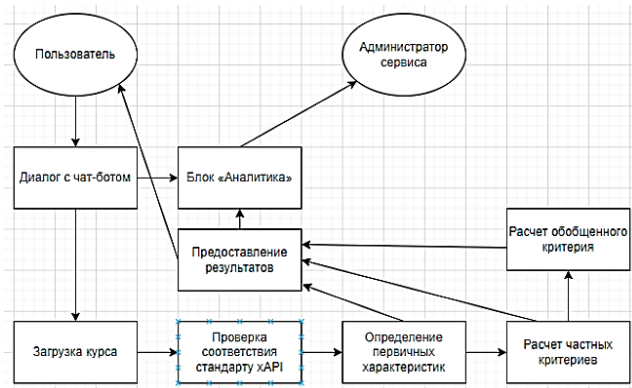 Пользователь
Администратор
сервиса
Диалог с чат-ботом
Блок «Аналитика»
Предоставление
результатов
Расчет обобщенного
критерия
Загрузка курса
Проверка
соответствия
стандарту xAPI
Определение
первичных
характеристик
Расчет частных
критериев